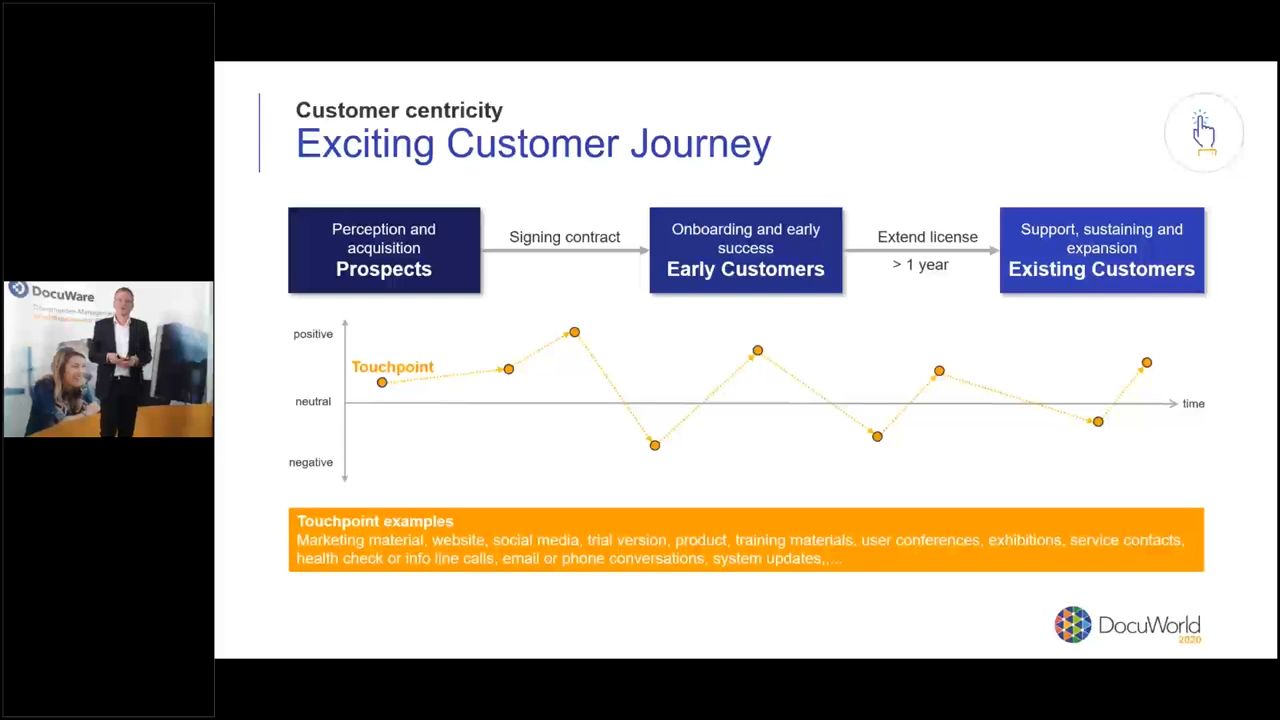 Customer centricity
Exciting Customer Journey
Perception and
acquisition
Prospects
Signing contract
Onboarding and early
success
Early Customers
Extend license
> 1 year
Support, sustaining and
expansion
Existing Customers
DocuWare
positive
Touchpoint
neutral
time
negative
Touchpoint examples
Marketing material, website, social media, trial version, product, training materials, user conferences, exhibitions, service contacts,
health check or info line calls, email or phone conversations, system updates,,...
DocuWorld
2020